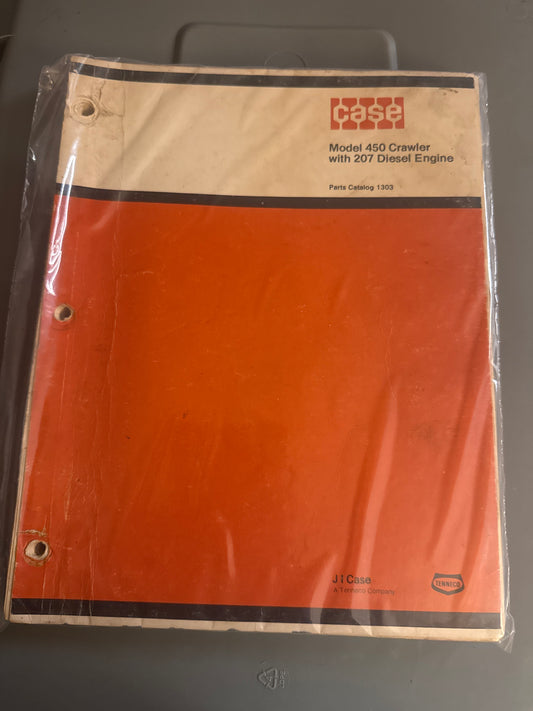 case
Model 450 Crawler
with 207 Diesel Engine
Parts Catalog 1303
J I Case
A Tenneco Company
TENNECO